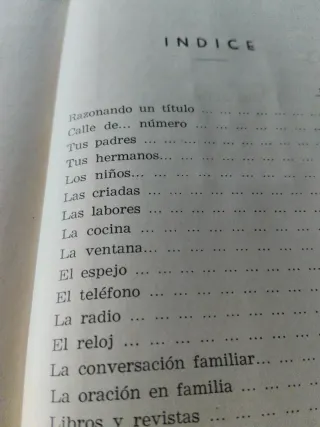 INDICE
Razonando un título ... ... ... ...
Calle de... número ... ... ... ...
Tus padres ... ... ... ... ... ...
Tus hermanos... ... ... ... ... ...
Los niños... ... ... ... ... ...
Las criadas ... ... ... ... ... ...
Las labores ... ... ... ... ... ...
La cocina ... ... ... ... ... ...
La ventana... ... ... ... ... ...
El espejo ... ... ... ... ... ...
El teléfono ... ... ... ... ...
La radio ... ... ... ... ...
El reloj ... ... ... ... ...
La conversación familiar... ...
La oración en familia ... ... ...
Libros y revistas ... ... ...